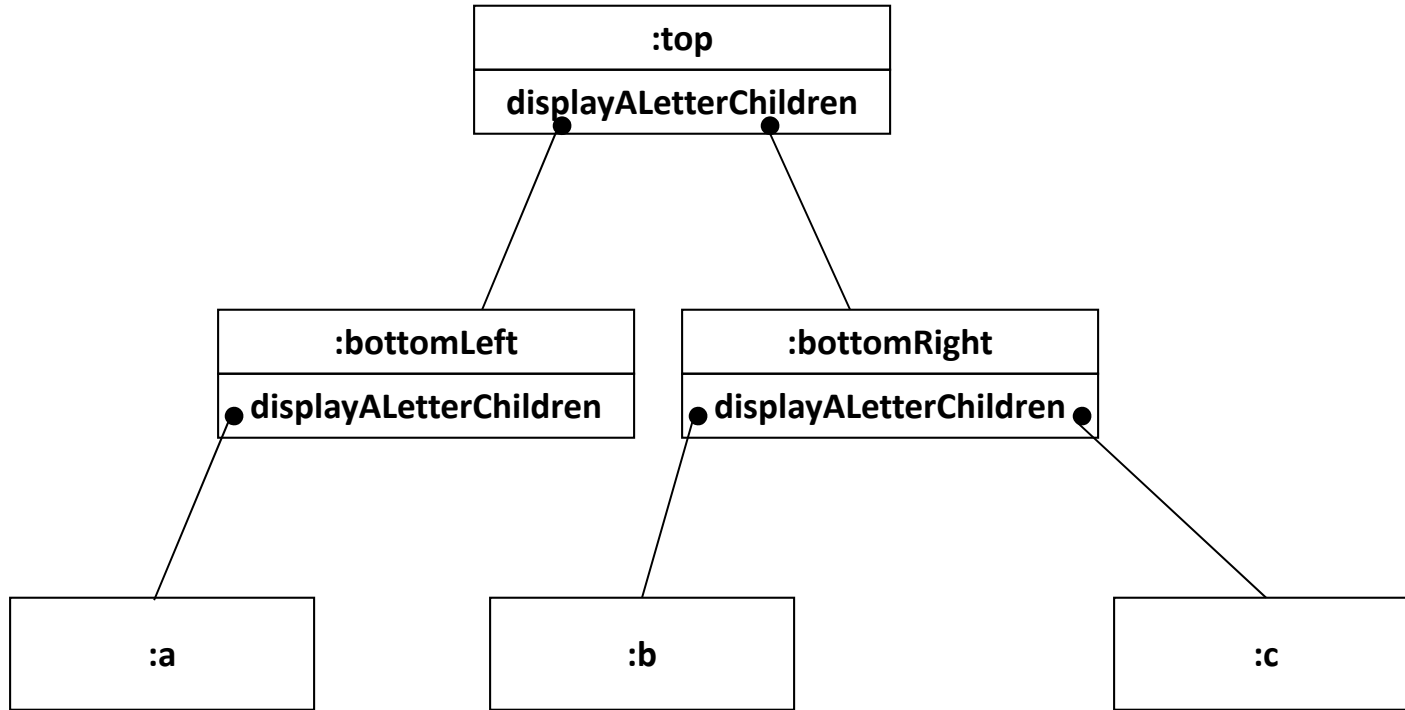 :top
displayALetterChildren
:bottomLeft
:bottomRight
displayALetterChildren
displayALetterChildren
:a
:b
:c